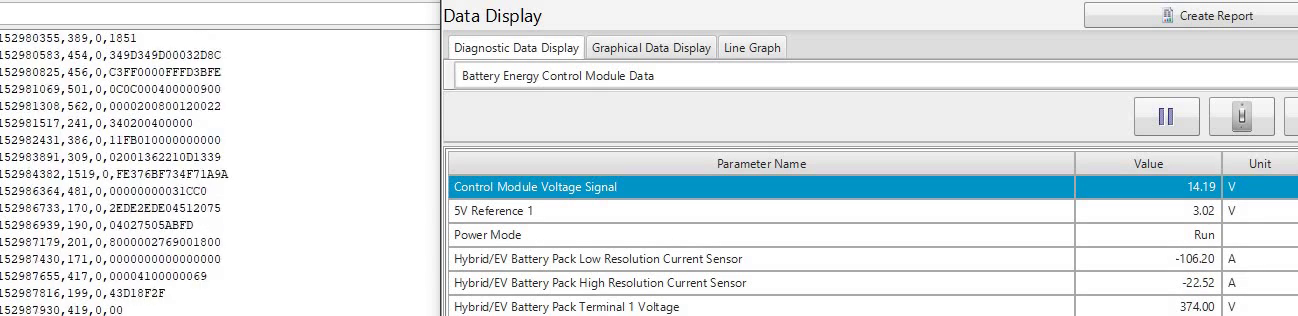 152980355,389,0,1851
152980583,454,0,349D349D00032D8C
152980825,456,0,C3FF0000FFFD3BFE
152981069,501,0,0C0C000400000900
152981308,562,0,0000200800120022
152981517,241,0,340200400000
152982431,386,0,11FB010000000000
152983891,309,0,02001362210D1339
152984382,1519,0,FE376BF734F71A9A
152986364,481,0,00000000031CC0
152986733,170,0,2EDE2EDE04512075
152986939,190,0,04027505ABFD
152987179,201,0,8000002769001800
152987430,171,0,0000000000000000
152987655,417,0,00004100000069
152987816,199,0,43D18F2F
152987930,419,0,00
Data Display
Create Report
Diagnostic Data Display Graphical Data Display Line Graph
Battery Energy Control Module Data
Parameter Name Value Unit
Control Module Voltage Signal 14.19 V
5V Reference 1 3.02 V
Power Mode Run
Hybrid/EV Battery Pack Low Resolution Current Sensor -106.20 A
Hybrid/EV Battery Pack High Resolution Current Sensor -22.52 A
Hybrid/EV Battery Pack Terminal 1 Voltage 374.00 V